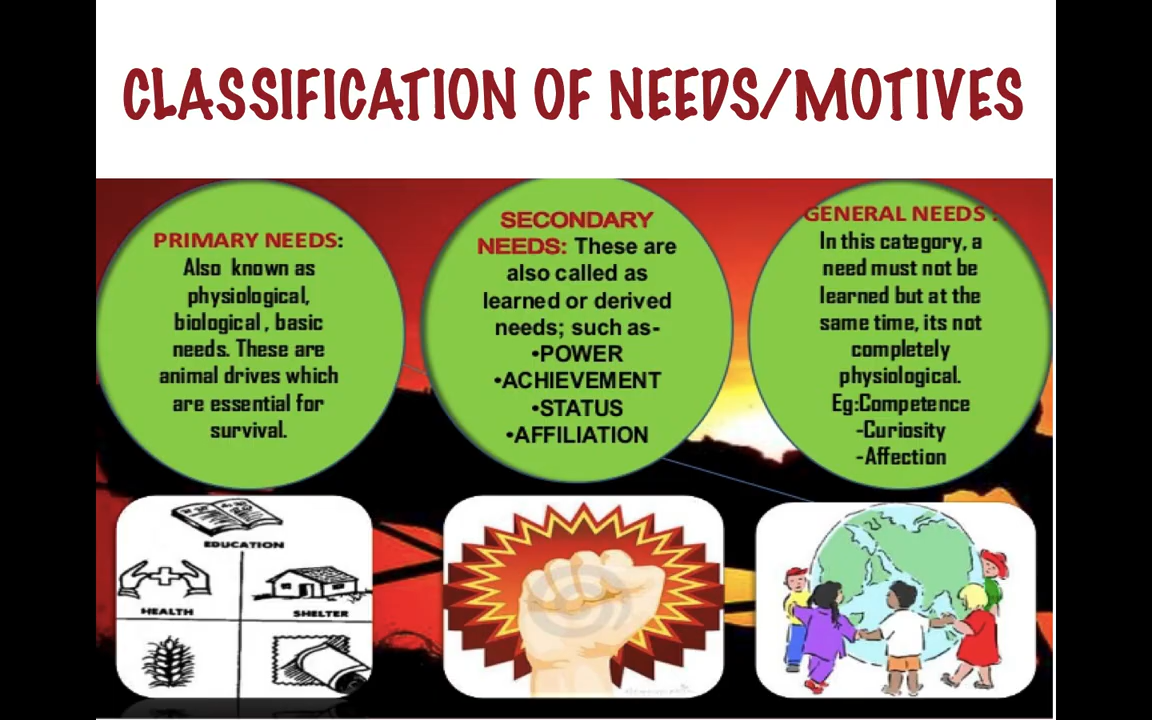 CLASSIFICATION OF NEEDS/MOTIVES
PRIMARY NEEDS:
Also known as
physiological,
biological , basic
needs. These are
animal drives which
are essential for
survival.
SECONDARY
NEEDS: These are
also called as
learned or derived
needs; such as-
•POWER
•ACHIEVEMENT
•STATUS
•AFFILIATION
GENERAL NEEDS :
In this category, a
need must not be
learned but at the
same time, its not
completely
physiological.
Eg:Competence
-Curiosity
-Affection
EDUCATION
HEALTH
SHELTER